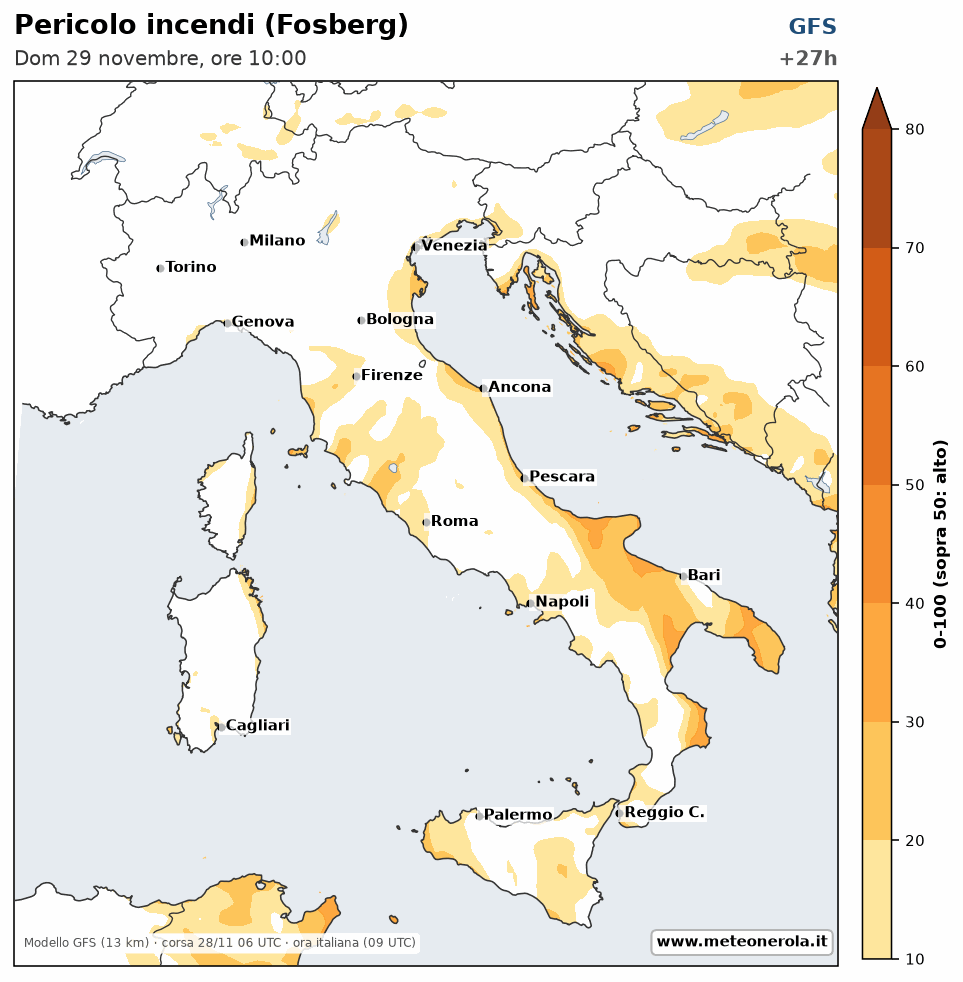 Pericolo incendi (Fosberg)
GFS
Dom 29 novembre, ore 10:00
+27h
Milano
Venezia
Torino
Genova
Bologna
Firenze
Ancona
Pescara
Roma
Bari
Napoli
Cagliari
Palermo
Reggio C.
80
70
60
50
40
30
20
10
0-100 (sopra 50: alto)
Modello GFS (13 km) · corsa 28/11 06 UTC · ora italiana (09 UTC)
www.meteonerola.it